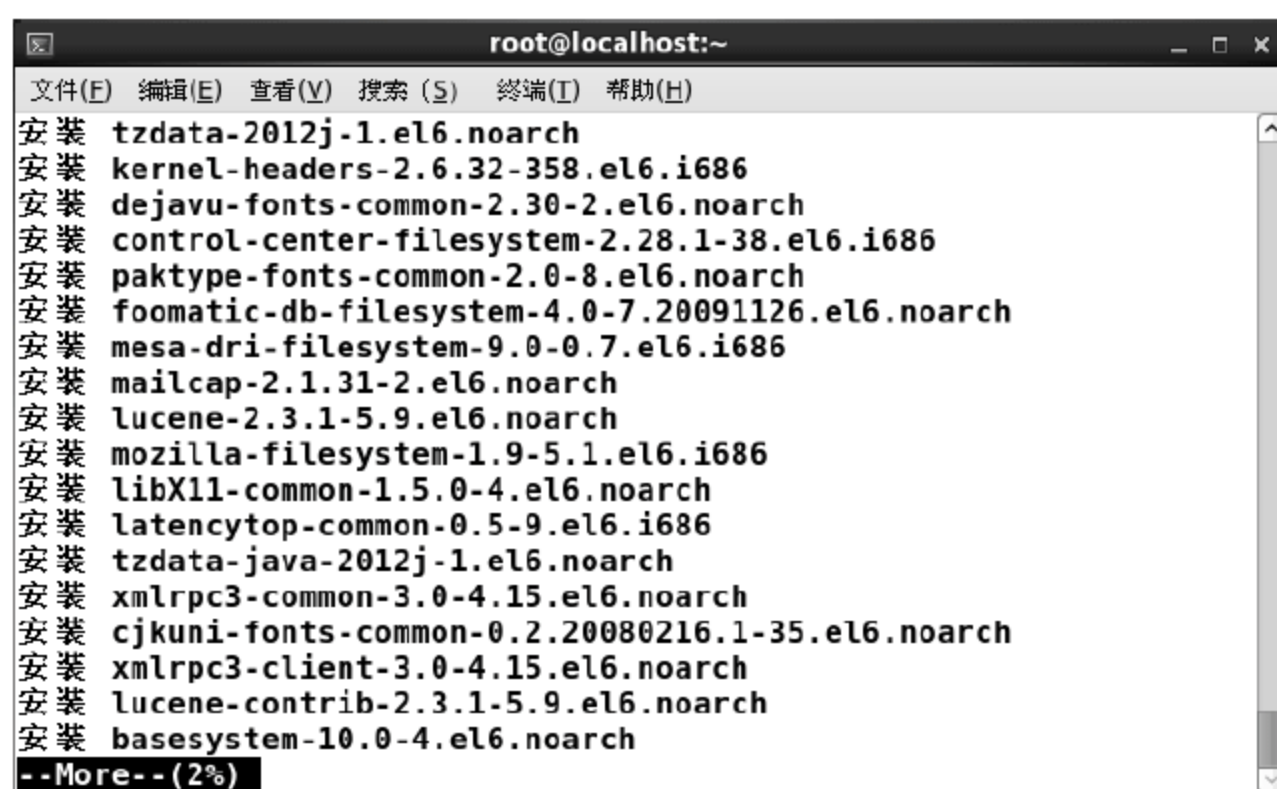 root@localhost:~
文件(F) 编辑(E) 查看(V) 搜索 (S) 终端(T) 帮助(H)
安装 tzdata-2012j-1.el6.noarch
安装 kernel-headers-2.6.32-358.el6.i686
安装 dejavu-fonts-common-2.30-2.el6.noarch
安装 control-center-filesystem-2.28.1-38.el6.i686
安装 paktype-fonts-common-2.0-8.el6.noarch
安装 foomatic-db-filesystem-4.0-7.20091126.el6.noarch
安装 mesa-dri-filesystem-9.0-0.7.el6.i686
安装 mailcap-2.1.31-2.el6.noarch
安装 lucene-2.3.1-5.9.el6.noarch
安装 mozilla-filesystem-1.9-5.1.el6.i686
安装 libX11-common-1.5.0-4.el6.noarch
安装 latencytop-common-0.5-9.el6.i686
安装 tzdata-java-2012j-1.el6.noarch
安装 xmlrpc3-common-3.0-4.15.el6.noarch
安装 cjkuni-fonts-common-0.2.20080216.1-35.el6.noarch
安装 xmlrpc3-client-3.0-4.15.el6.noarch
安装 lucene-contrib-2.3.1-5.9.el6.noarch
安装 basesystem-10.0-4.el6.noarch
--More--(2%)